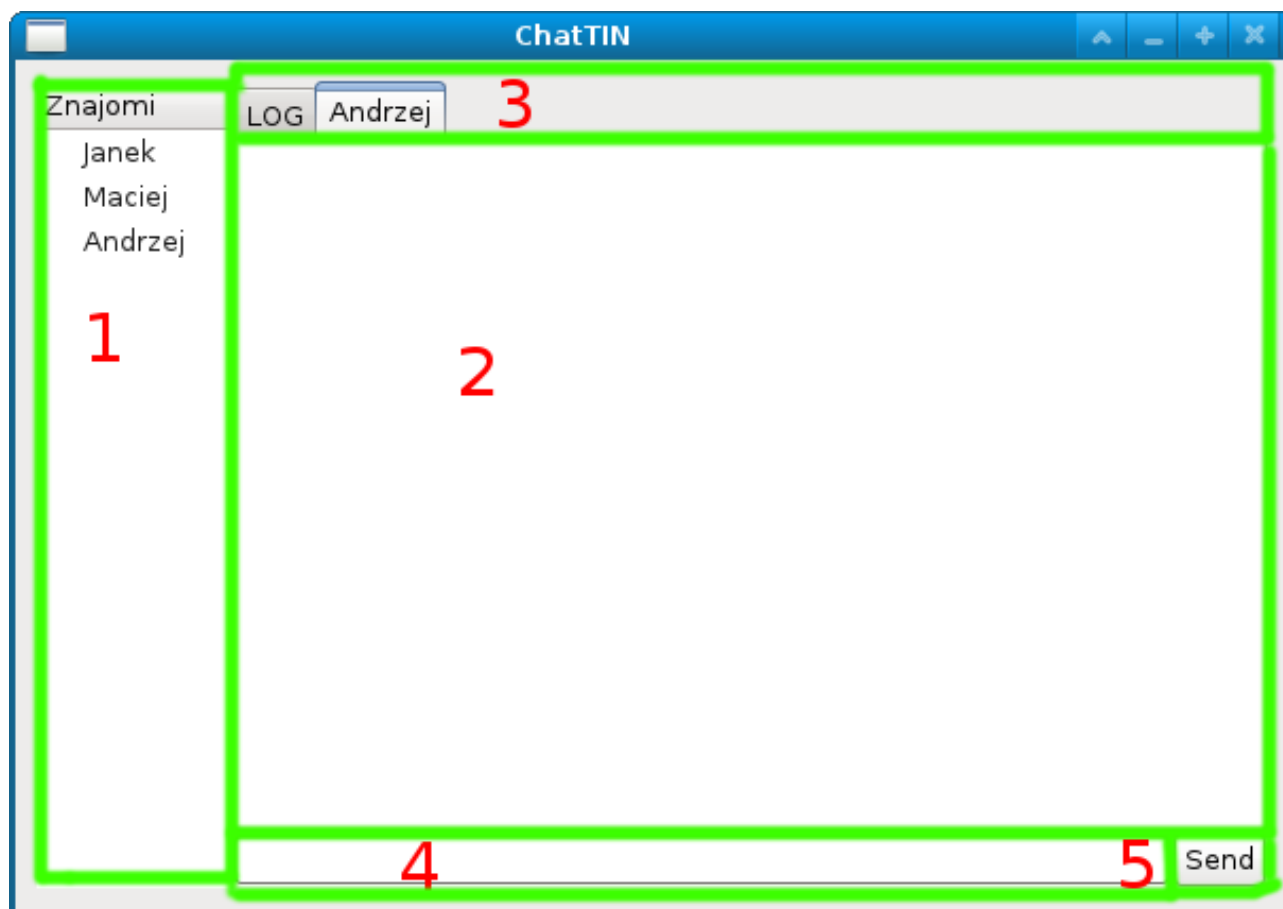 ChatTIN
Znajomi
LOG Andrzej 3
Janek
Maciej
Andrzej
1
2
4
5 Send